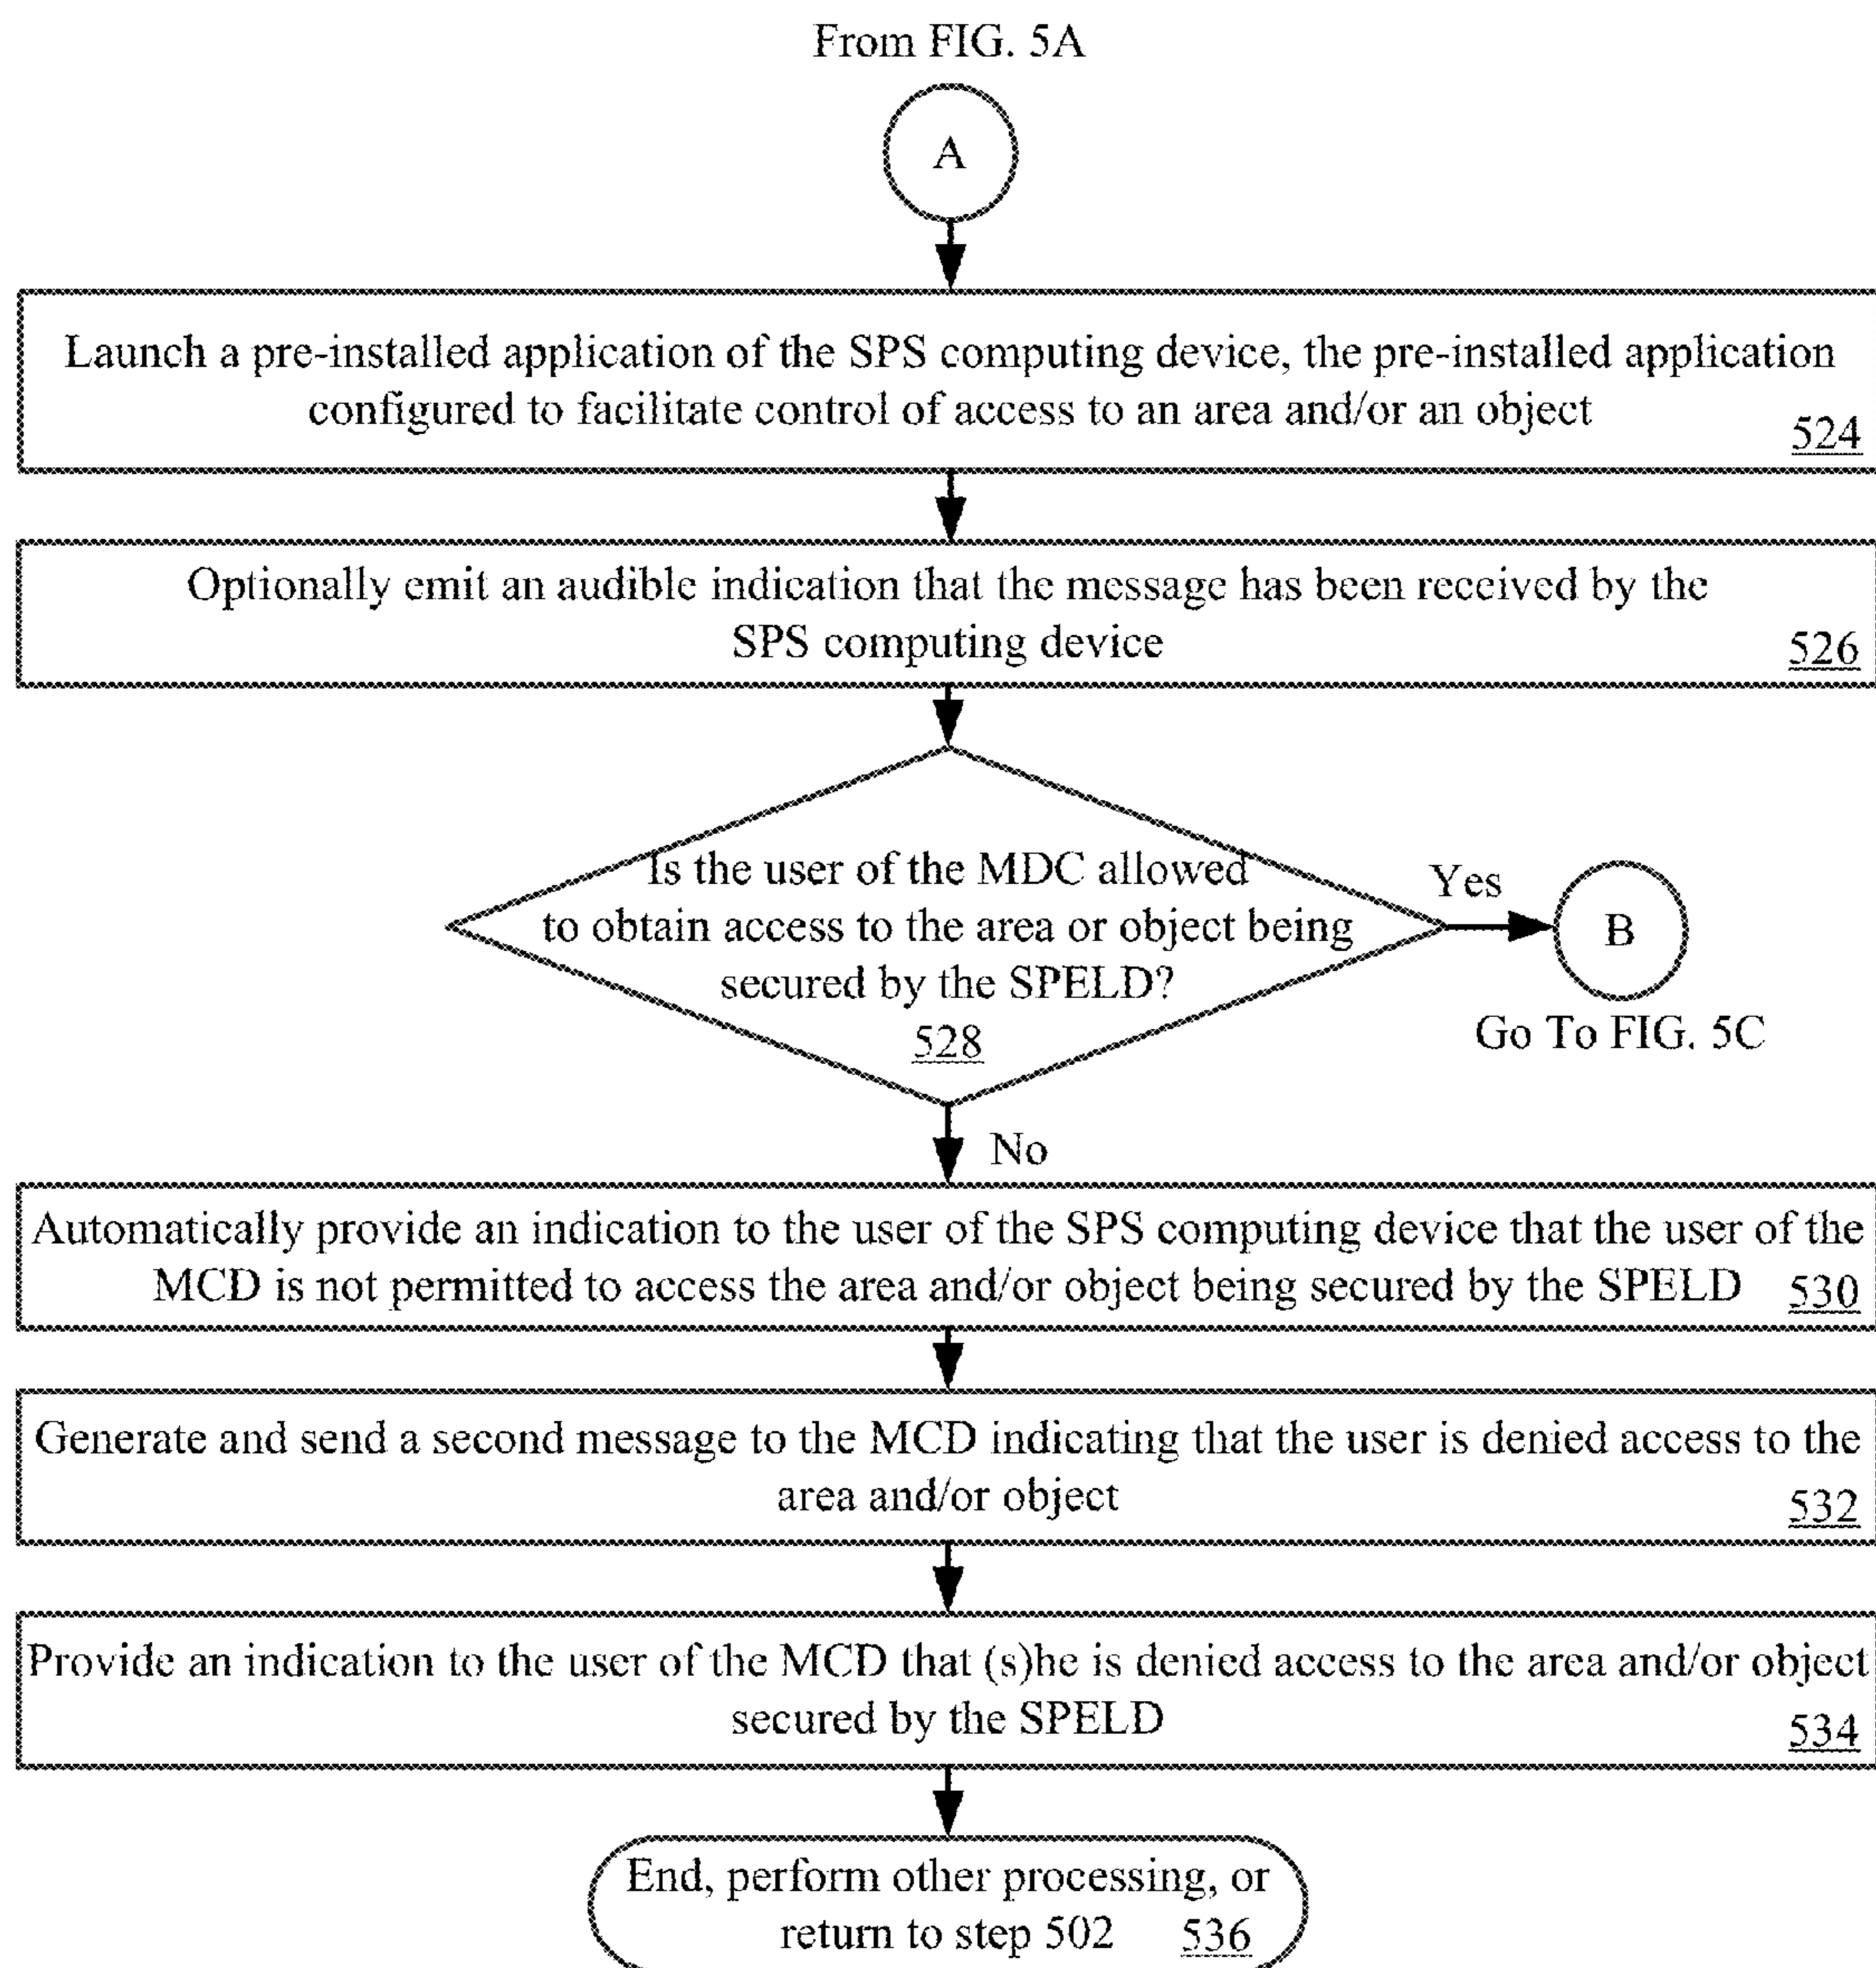 From FIG. 5A
A
Launch a pre-installed application of the SPS computing device, the pre-installed application
configured to facilitate control of access to an area and/or an object
524
Optionally emit an audible indication that the message has been received by the
SPS computing device
526
Is the user of the MDC allowed
to obtain access to the area or object being
secured by the SPELD?
528
Yes
B
Go To FIG. 5C
No
Automatically provide an indication to the user of the SPS computing device that the user of the
MCD is not permitted to access the area and/or object being secured by the SPELD 530
Generate and send a second message to the MCD indicating that the user is denied access to the
area and/or object
532
Provide an indication to the user of the MCD that (s)he is denied access to the area and/or object
secured by the SPELD
534
End, perform other processing, or
return to step 502 536